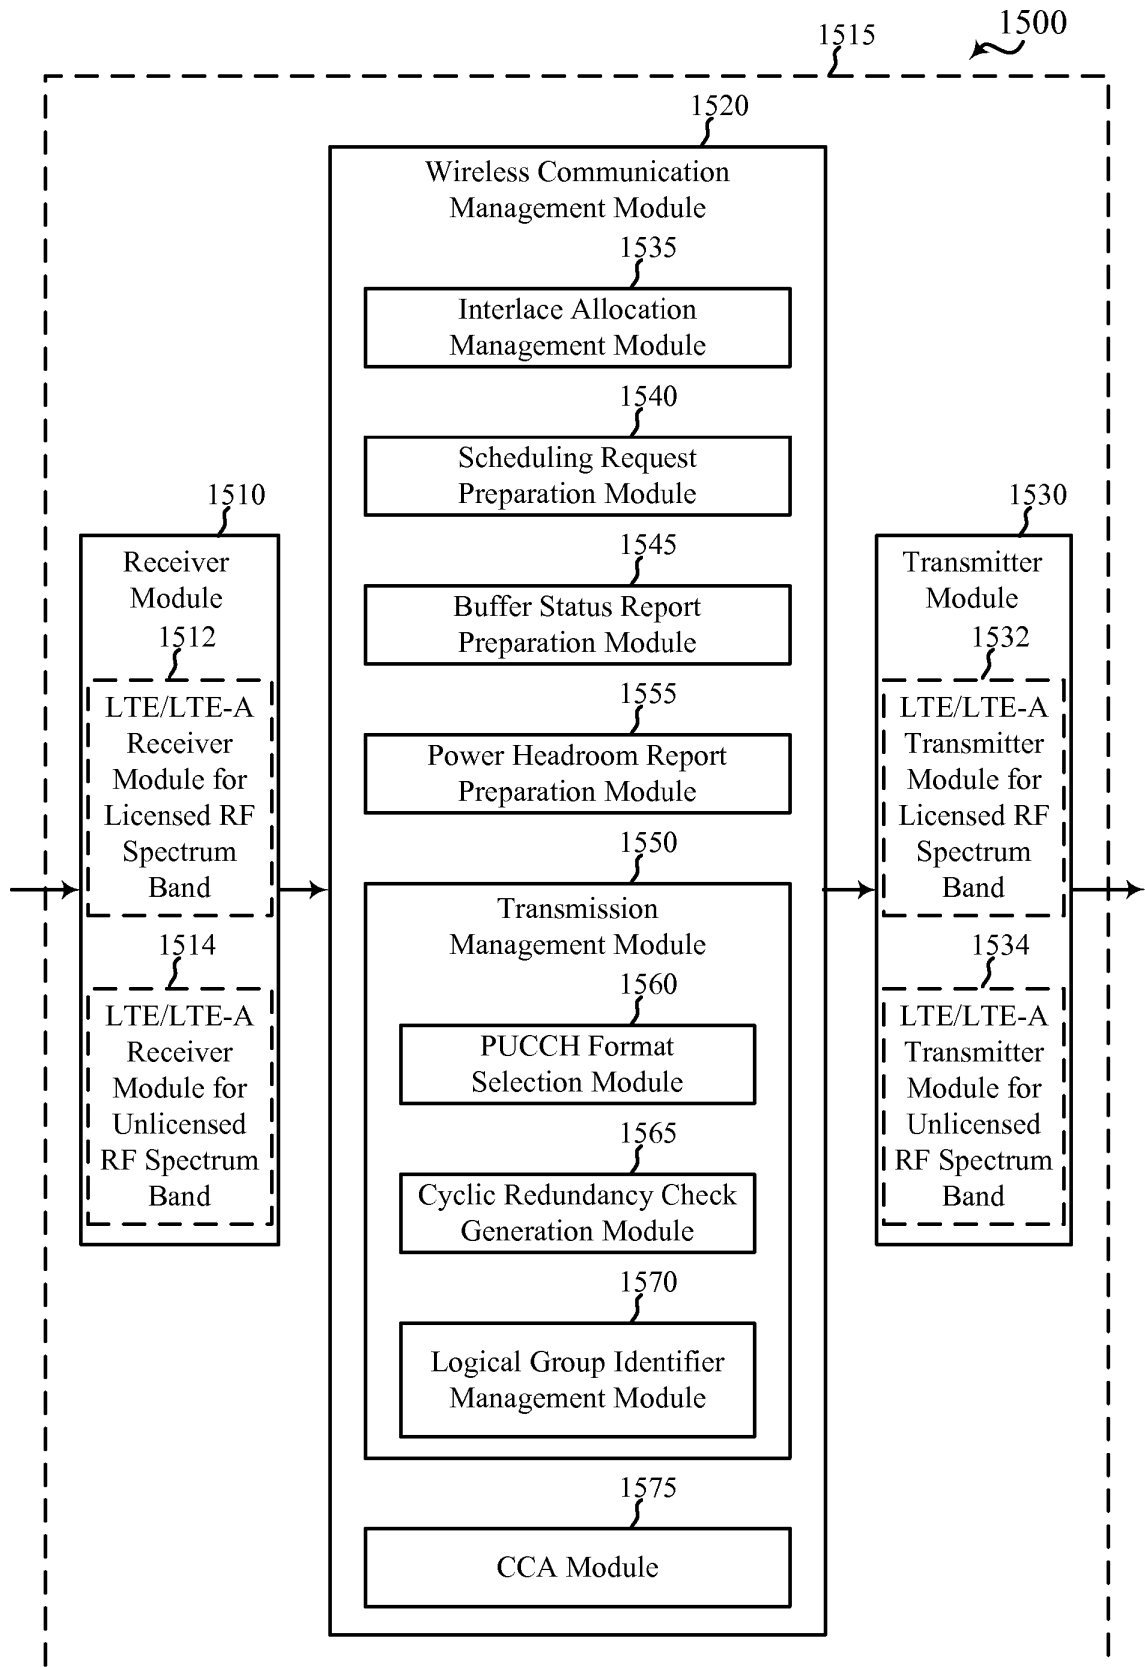 1500
1515
1520
Wireless Communication
Management Module
1535
Interlace Allocation
Management Module
1540
Scheduling Request
Preparation Module
1545
Buffer Status Report
Preparation Module
1555
Power Headroom Report
Preparation Module
1550
Transmission
Management Module
1560
PUCCH Format
Selection Module
1565
Cyclic Redundancy Check
Generation Module
1570
Logical Group Identifier
Management Module
1575
CCA Module
1510
Receiver
Module
1512
LTE/LTE-A
Receiver
Module for
Licensed RF
Spectrum
Band
1514
LTE/LTE-A
Receiver
Module for
Unlicensed
RF Spectrum
Band
1530
Transmitter
Module
1532
LTE/LTE-A
Transmitter
Module for
Licensed RF
Spectrum
Band
1534
LTE/LTE-A
Transmitter
Module for
Unlicensed
RF Spectrum
Band